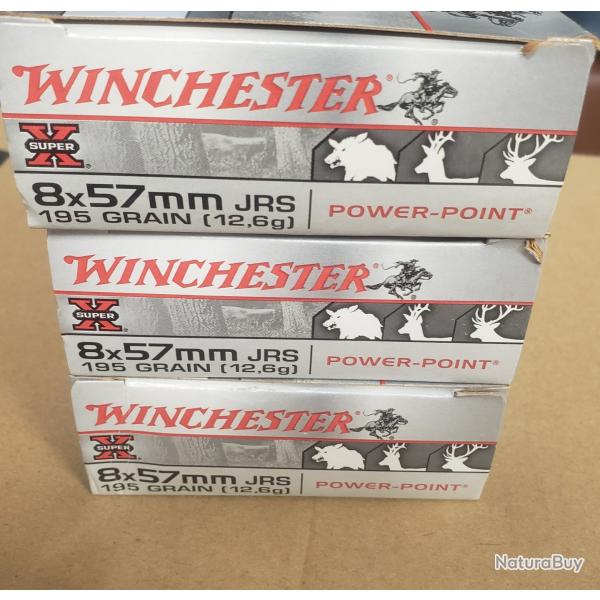 WINCHESTER®
SUPER X®
8x57mm JRS
195 GRAIN (12,6g)
POWER-POINT®
WINCHESTER
SUPER X
8x57mm JRS
195 GRAIN (12,6g)
POWER-POINT®
WINCHESTER
SUPER X
8x57mm JRS
195 GRAIN (12,6g)
POWER-POINT®
NaturaBuy